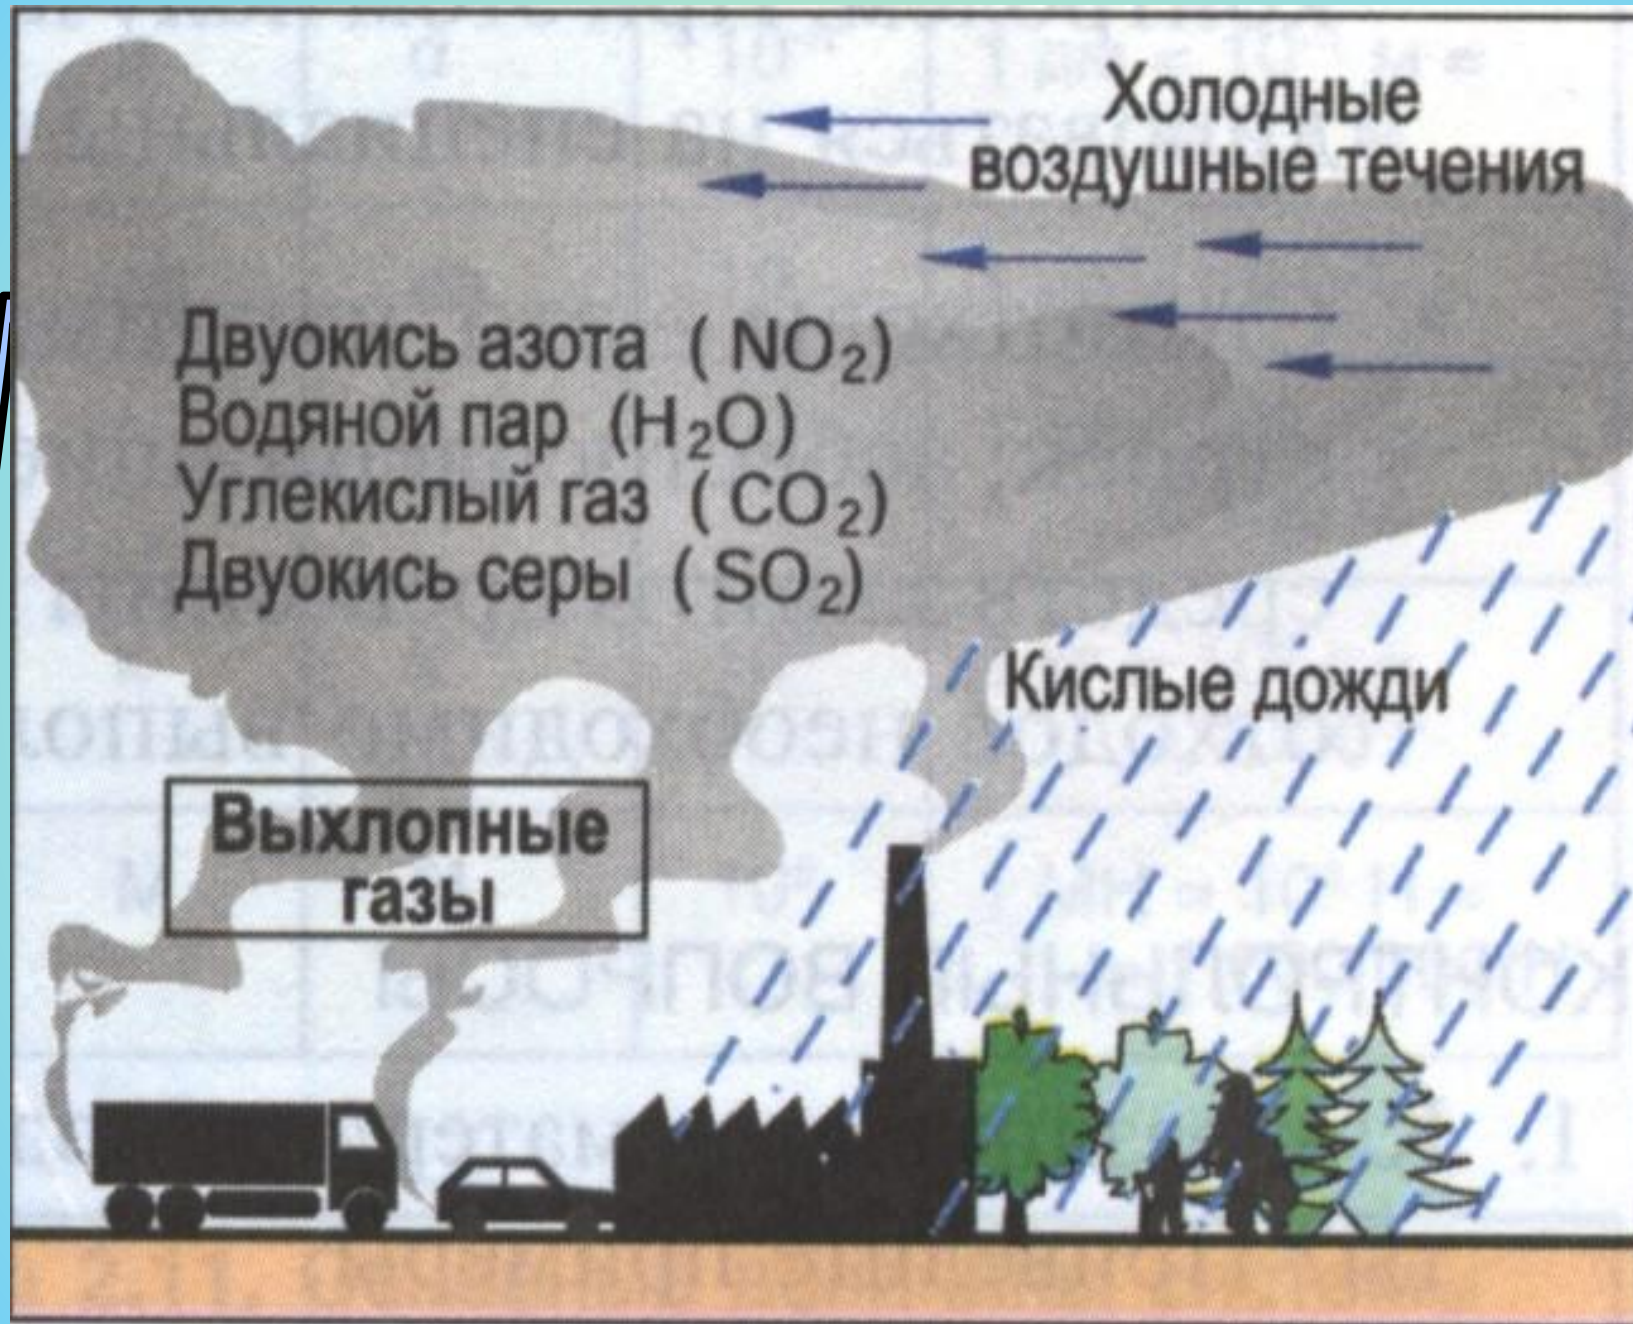 Холодные
воздушные течения
Двуокись азота ( NO₂)
Водяной пар (H₂O)
Углекислый газ ( CO₂)
Двуокись серы ( SO₂)
Кислые дожди
Выхлопные
газы